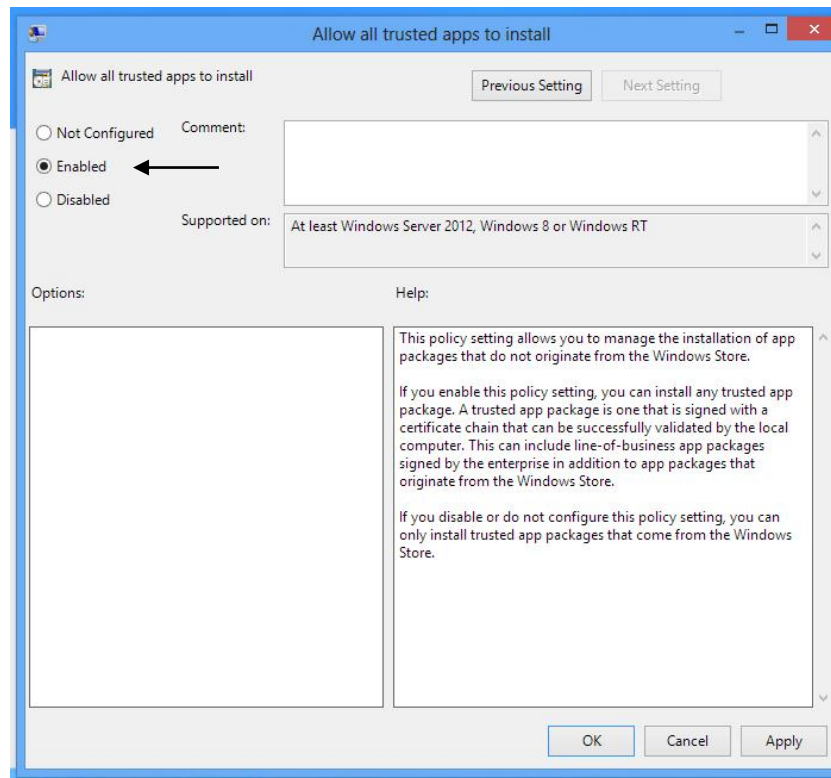 Allow all trusted apps to install
Allow all trusted apps to install
Previous Setting
Next Setting
Not Configured
Comment:
Enabled
Disabled
Supported on:
At least Windows Server 2012, Windows 8 or Windows RT
Options:
Help:
This policy setting allows you to manage the installation of app
packages that do not originate from the Windows Store.
If you enable this policy setting, you can install any trusted app
package. A trusted app package is one that is signed with a
certificate chain that can be successfully validated by the local
computer. This can include line-of-business app packages
signed by the enterprise in addition to app packages that
originate from the Windows Store.
If you disable or do not configure this policy setting, you can
only install trusted app packages that come from the Windows
Store.
OK
Cancel
Apply